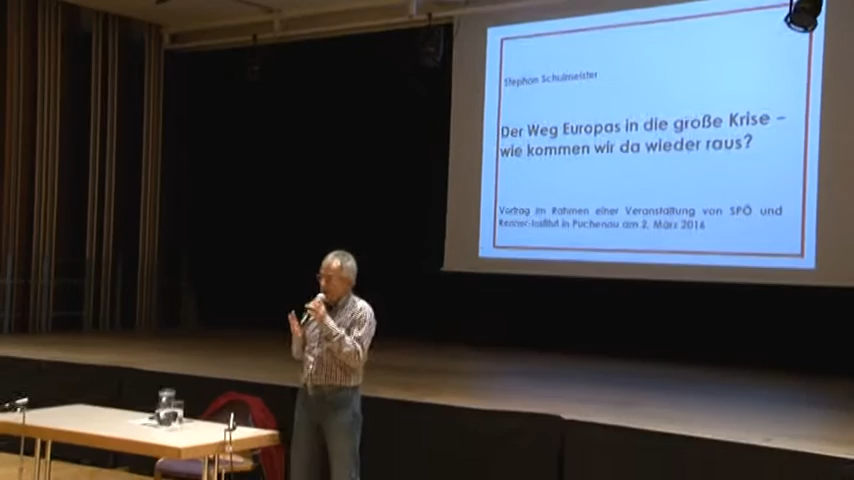 Stephan Schulmeister
Der Weg Europas in die große Krise –
wie kommen wir da wieder raus?
Vortrag im Rahmen einer Veranstaltung von SPÖ und
Renner-Institut in Puchenau am 2. März 2016